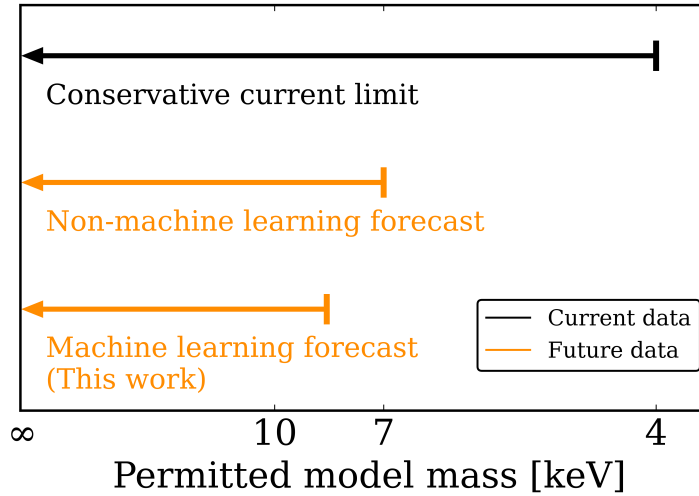 Conservative current limit
Non-machine learning forecast
Machine learning forecast
(This work)
Current data
Future data
∞ 10 7 4
Permitted model mass [keV]